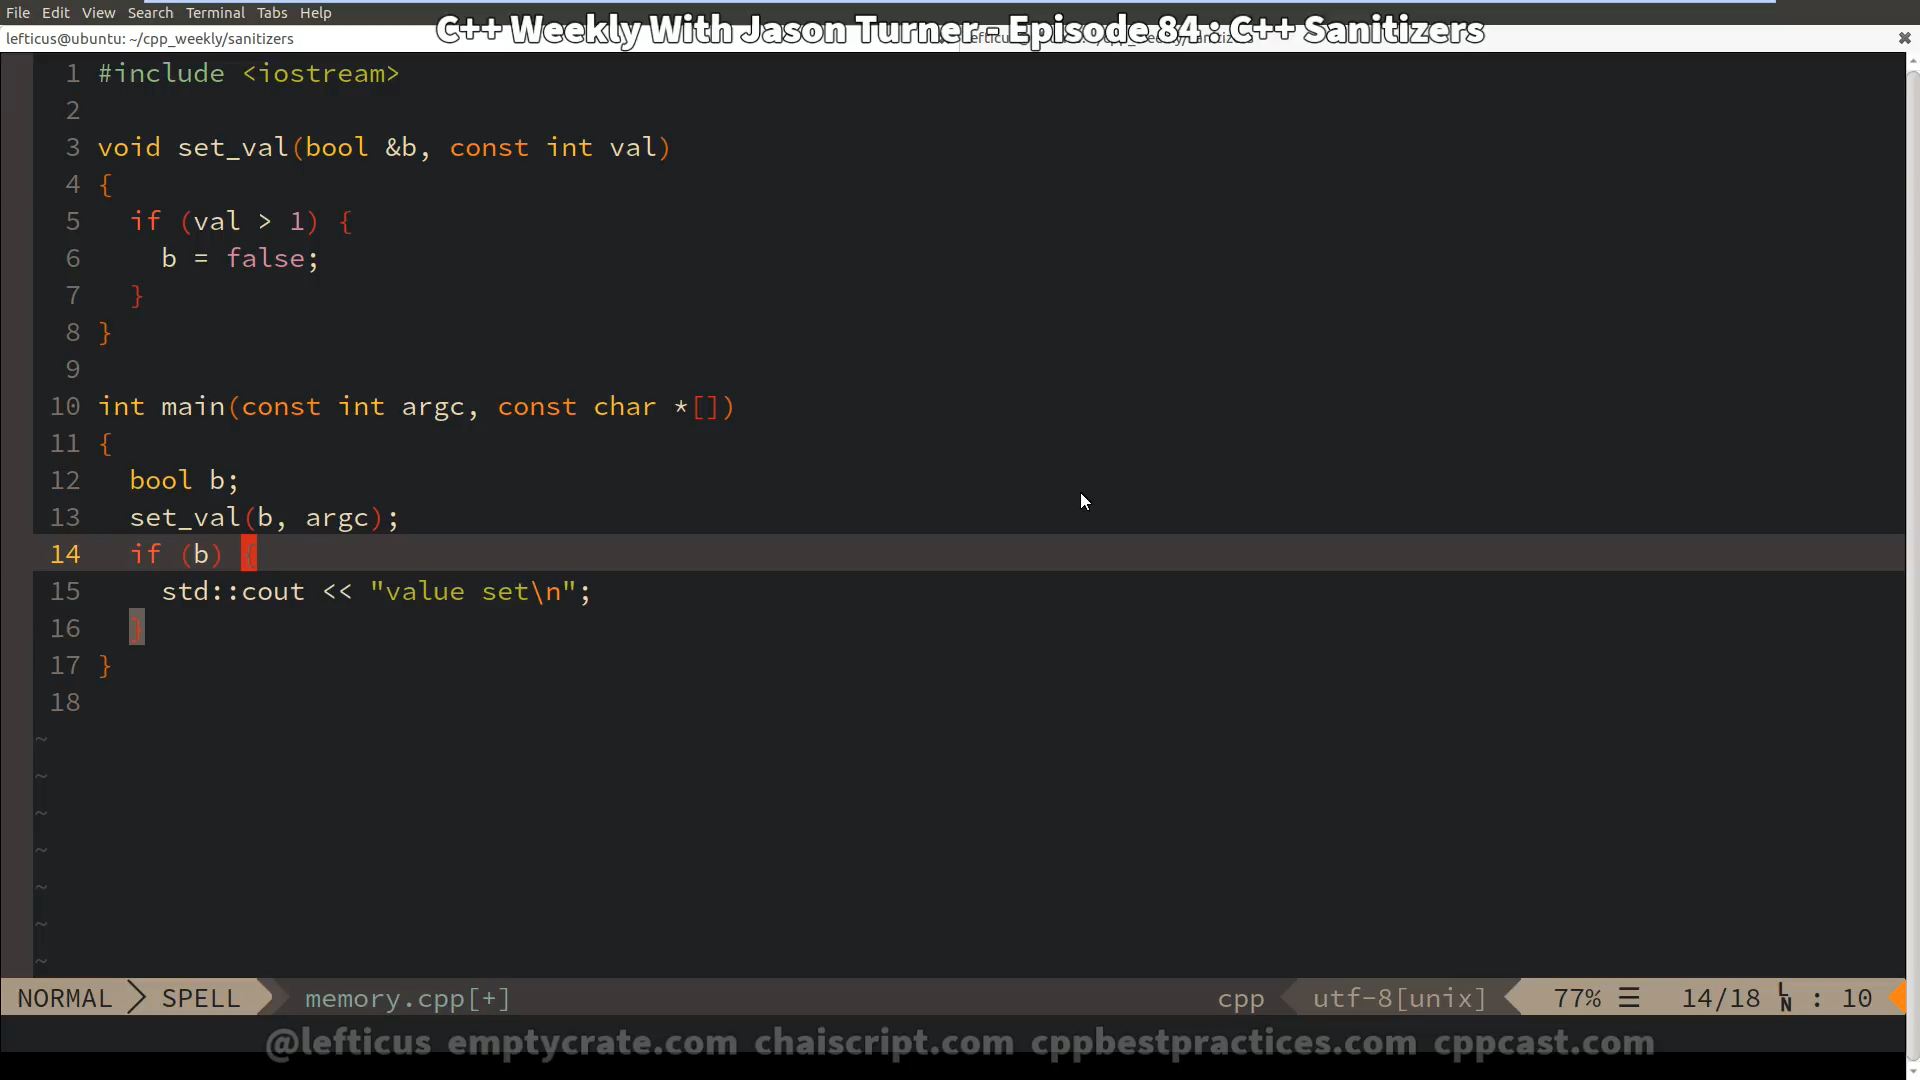 File Edit View Search Terminal Tabs Help
C++ Weekly With Jason Turner - Episode 84 : C++ Sanitizers
lefticus@ubuntu: ~/cpp_weekly/sanitizers
1 #include <iostream>
2
3 void set_val(bool &b, const int val)
4 {
5   if (val > 1) {
6     b = false;
7   }
8 }
9
10 int main(const int argc, const char *[])
11 {
12   bool b;
13   set_val(b, argc);
14   if (b) {
15     std::cout << "value set\n";
16   }
17 }
18
~
~
~
~
~
~
~
NORMAL SPELL memory.cpp[+] cpp utf-8[unix] 77% ☰ 14/18 LN : 10
@lefticus emptycrate.com chaiscript.com cppbestpractices.com cppcast.com